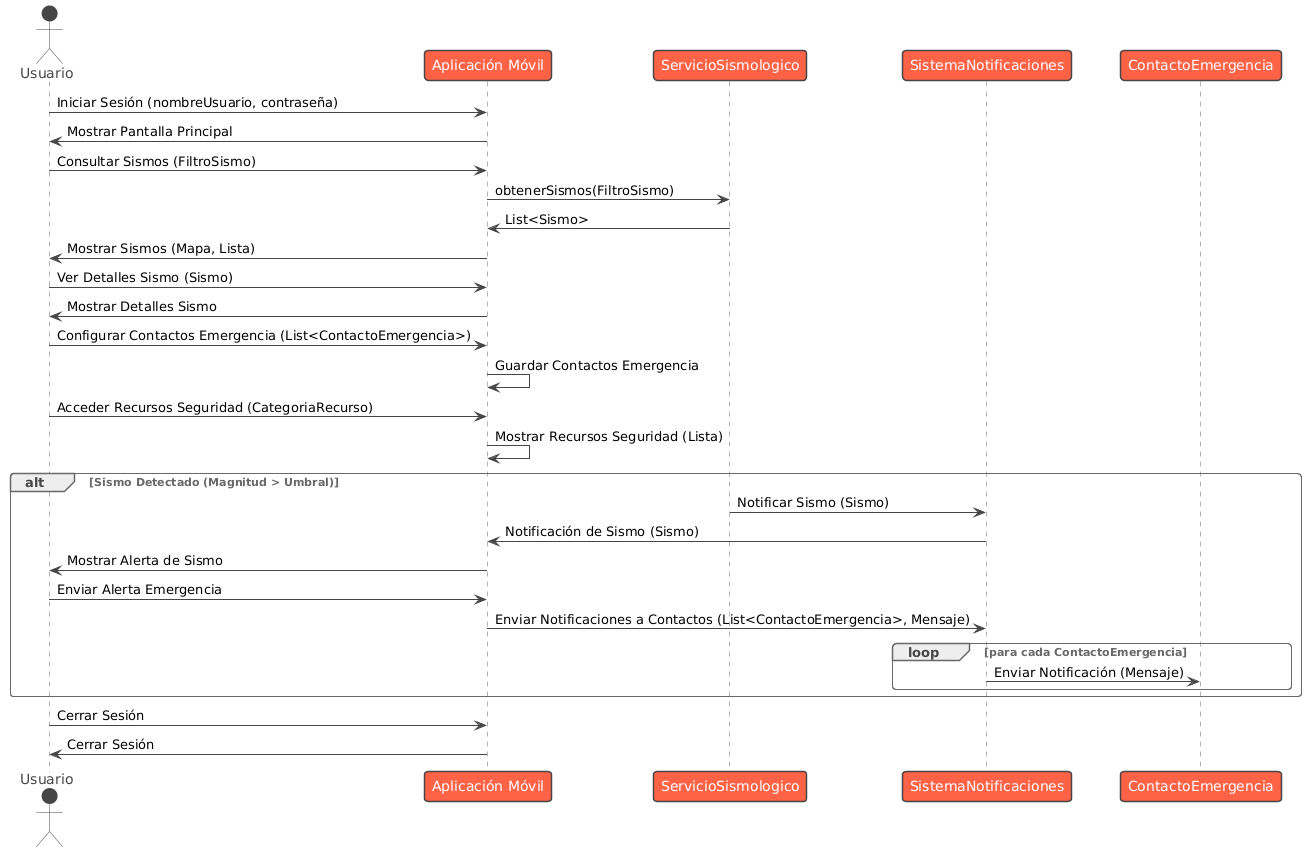 Usuario
Aplicación Móvil
ServicioSismologico
SistemaNotificaciones
ContactoEmergencia
Iniciar Sesión (nombreUsuario, contraseña)
Mostrar Pantalla Principal
Consultar Sismos (FiltroSismo)
obtenerSismos(FiltroSismo)
List<Sismo>
Mostrar Sismos (Mapa, Lista)
Ver Detalles Sismo (Sismo)
Mostrar Detalles Sismo
Configurar Contactos Emergencia (List<ContactoEmergencia>)
Guardar Contactos Emergencia
Acceder Recursos Seguridad (CategoriaRecurso)
Mostrar Recursos Seguridad (Lista)
alt [Sismo Detectado (Magnitud > Umbral)]
Notificar Sismo (Sismo)
Notificación de Sismo (Sismo)
Mostrar Alerta de Sismo
Enviar Alerta Emergencia
Enviar Notificaciones a Contactos (List<ContactoEmergencia>, Mensaje)
loop [para cada ContactoEmergencia]
Enviar Notificación (Mensaje)
Cerrar Sesión
Cerrar Sesión
Usuario
Aplicación Móvil
ServicioSismologico
SistemaNotificaciones
ContactoEmergencia